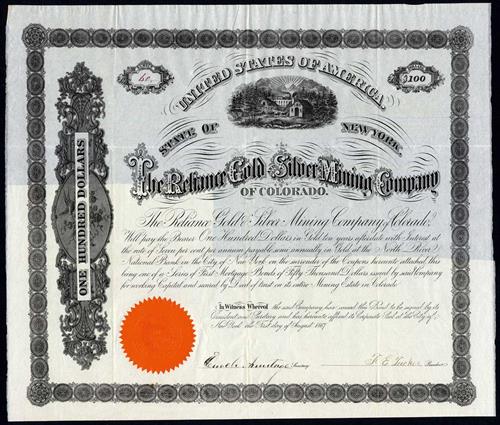 60
$100
UNITED STATES OF AMERICA
STATE OF NEW YORK.
The Reliance Gold & Silver Mining Company
OF COLORADO.
ONE HUNDRED DOLLARS
The Reliance Gold & Silver Mining Company of Colorado,
Will pay the Bearer One Hundred Dollars in Gold ten years after date with Interest at
the rate of Seven per cent per annum payable semi annually in Gold at the North River
National Bank in the City of New York on the surrender of the Coupons hereunto attached this
being one of a Series of First Mortgage Bonds of Fifty Thousand Dollars issued by said Company
for working Capital and secured by Deed of trust on its entire Mining Estate in Colorado
In Witness Whereof the said Company has caused this Bond to be signed by its
President and Secretary and has hereunto affixed its Corporate Seal at the City of
New York the First day of August 1867
Secretary
President